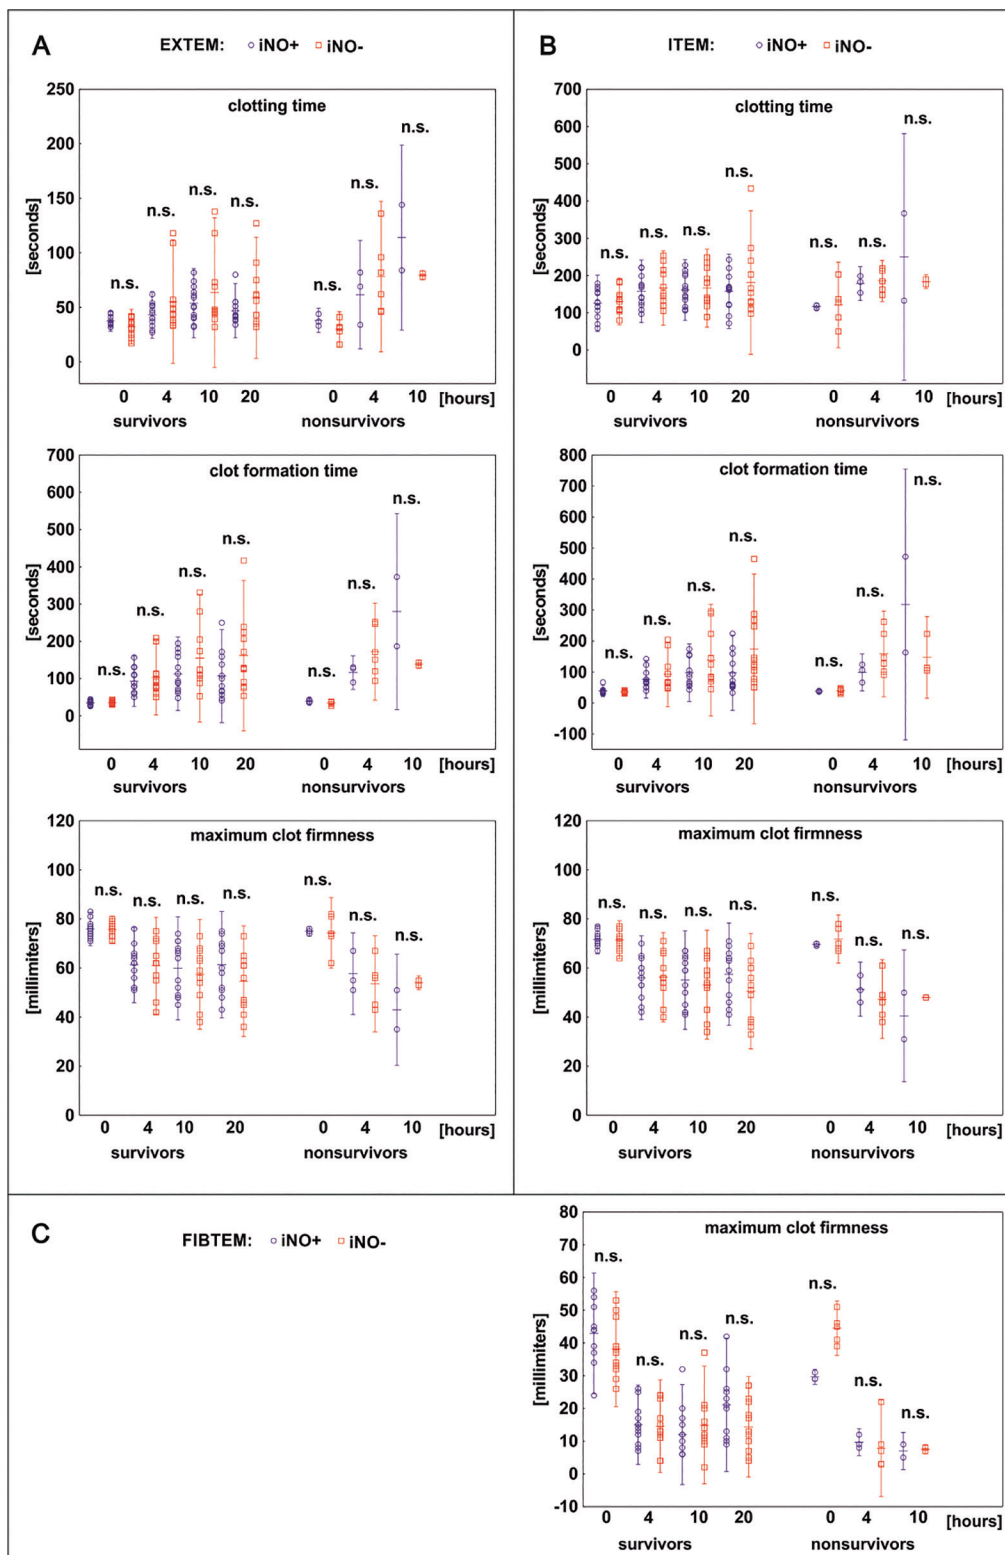 A EXTEM: iNO+ iNO-
clotting time
n.s. n.s. n.s. n.s. n.s. n.s. n.s.
[seconds]
250
200
150
100
50
0
0 4 10 20 0 4 10 [hours]
survivors nonsurvivors
clot formation time
n.s. n.s. n.s. n.s. n.s. n.s. n.s.
[seconds]
700
600
500
400
300
200
100
0
0 4 10 20 0 4 10 [hours]
survivors nonsurvivors
maximum clot firmness
n.s. n.s. n.s. n.s. n.s. n.s. n.s.
[millimiters]
120
100
80
60
40
20
0
0 4 10 20 0 4 10 [hours]
survivors nonsurvivors
B ITEM: iNO+ iNO-
clotting time
n.s. n.s. n.s. n.s. n.s. n.s. n.s.
[seconds]
700
600
500
400
300
200
100
0
0 4 10 20 0 4 10 [hours]
survivors nonsurvivors
clot formation time
n.s. n.s. n.s. n.s. n.s. n.s. n.s.
[seconds]
800
700
600
500
400
300
200
100
0
-100
0 4 10 20 0 4 10 [hours]
survivors nonsurvivors
maximum clot firmness
n.s. n.s. n.s. n.s. n.s. n.s. n.s.
[millimiters]
120
100
80
60
40
20
0
0 4 10 20 0 4 10 [hours]
survivors nonsurvivors
C FIBTEM: iNO+ iNO-
maximum clot firmness
n.s. n.s. n.s. n.s. n.s. n.s. n.s.
[millimiters]
80
70
60
50
40
30
20
10
0
-10
0 4 10 20 0 4 10 [hours]
survivors nonsurvivors